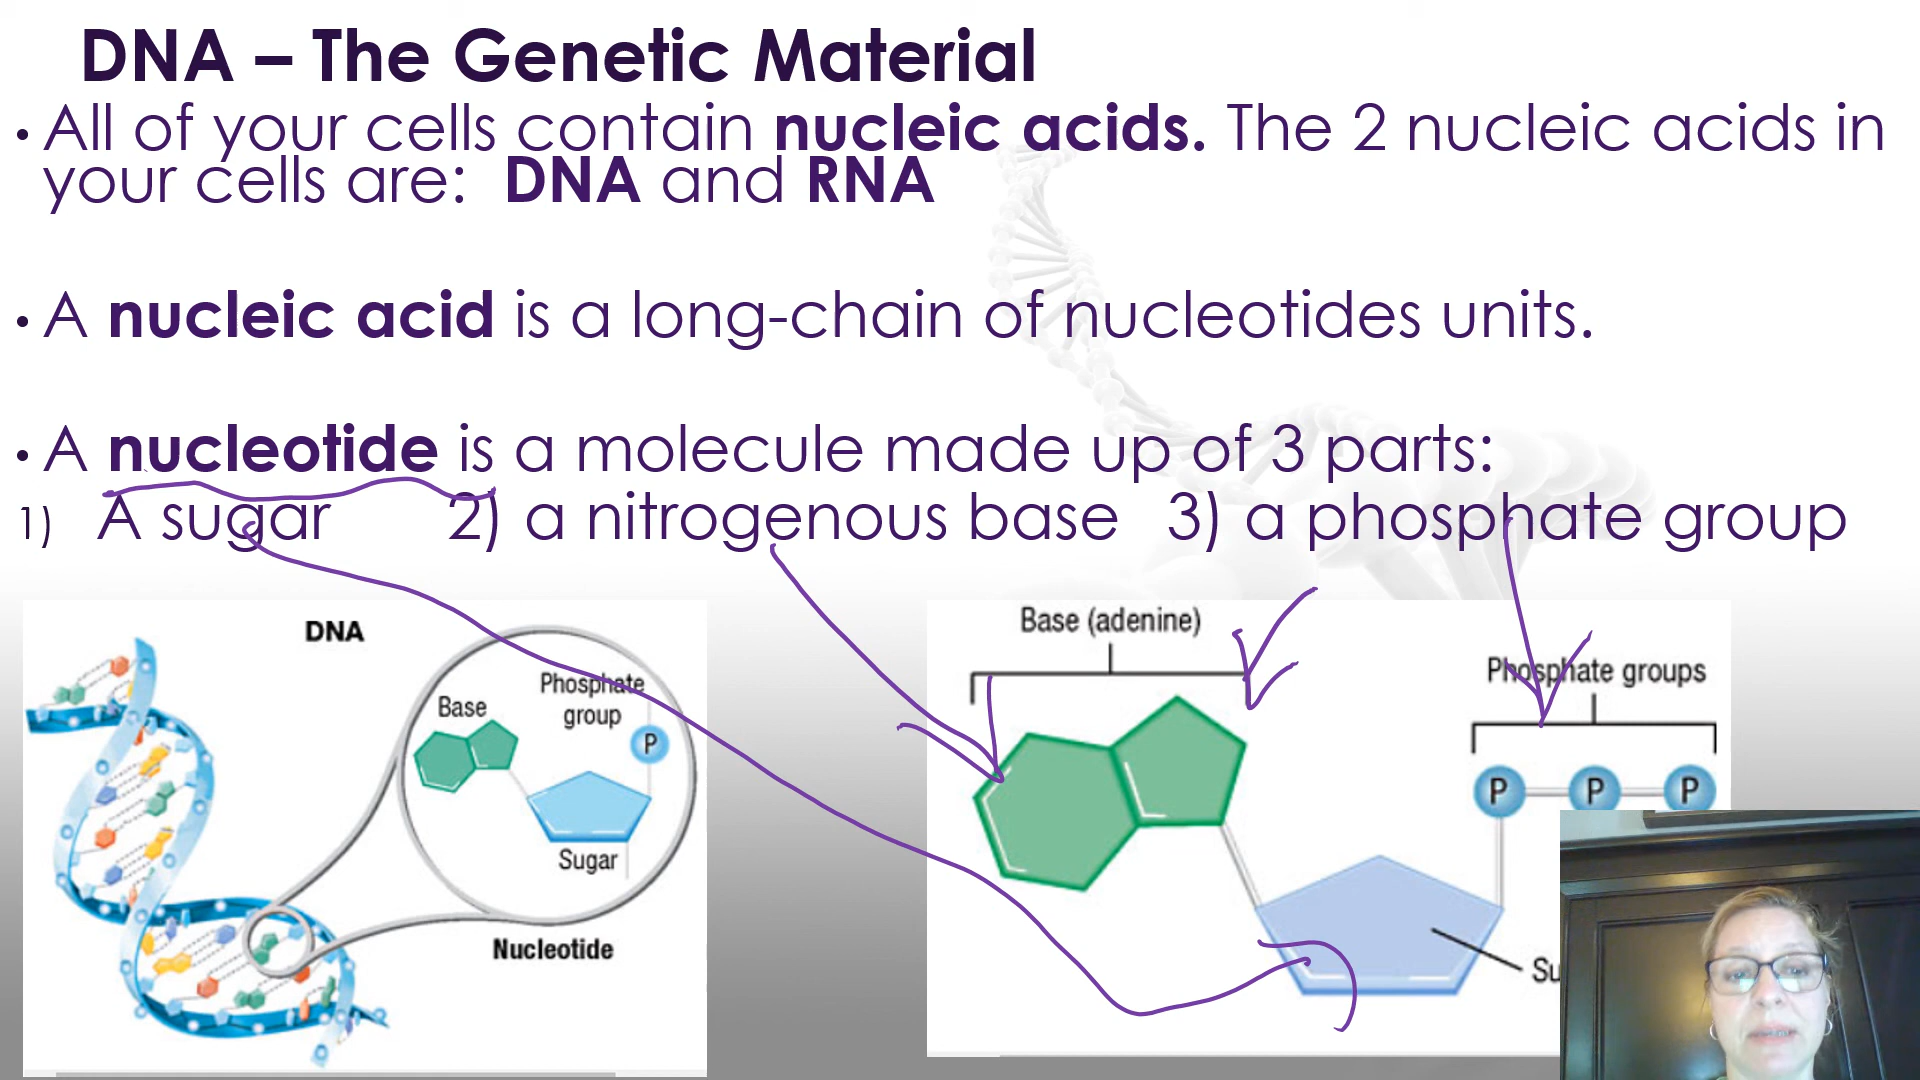 DNA – The Genetic Material
• All of your cells contain nucleic acids. The 2 nucleic acids in
your cells are: DNA and RNA
• A nucleic acid is a long-chain of nucleotides units.
• A nucleotide is a molecule made up of 3 parts:
1) A sugar 2) a nitrogenous base 3) a phosphate group
DNA
Base
Phosphate
group
P
Sugar
Nucleotide
Base (adenine)
Phosphate groups
P P P
Su